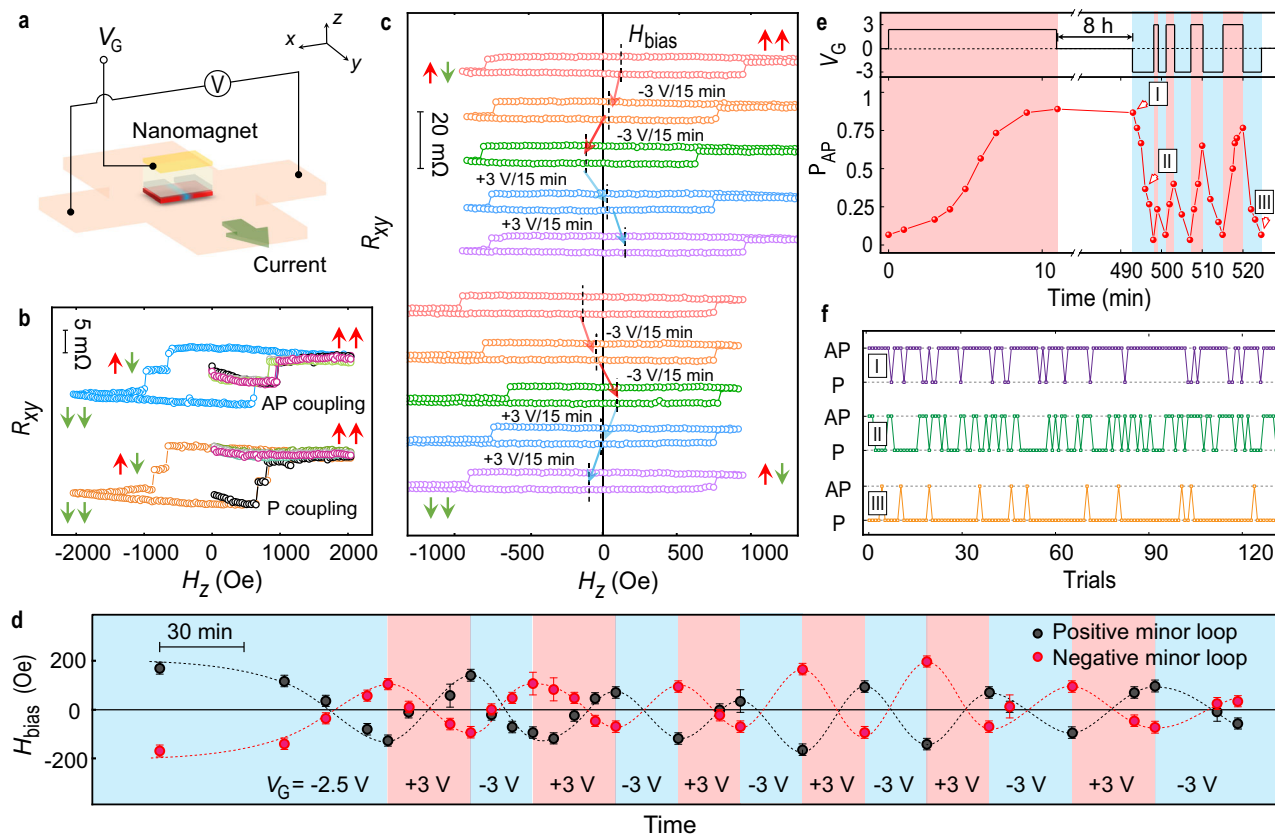 a
V_G
z
x
y
V
Nanomagnet
Current
b
5 mΩ
R_xy
AP coupling
P coupling
-2000 -1000 0 1000 2000
H_Z (Oe)
c
H_bias
-3 V/15 min
20 mΩ
-3 V/15 min
+3 V/15 min
+3 V/15 min
R_xy
-3 V/15 min
-3 V/15 min
+3 V/15 min
+3 V/15 min
-1000 -500 0 500 1000
H_Z (Oe)
e
8 h
V_G
3
0
-3
P_AP
1
0.75
0.25
0
I
II
III
0 10 490 500 510 520
Time (min)
f
AP
I
P
AP
II
P
AP
III
P
0 30 60 90 120
Trials
d
30 min
Positive minor loop
Negative minor loop
H_bias (Oe)
200
0
-200
V_G = -2.5 V +3 V -3 V +3 V -3 V +3 V -3 V +3 V -3 V +3 V -3 V +3 V -3 V
Time